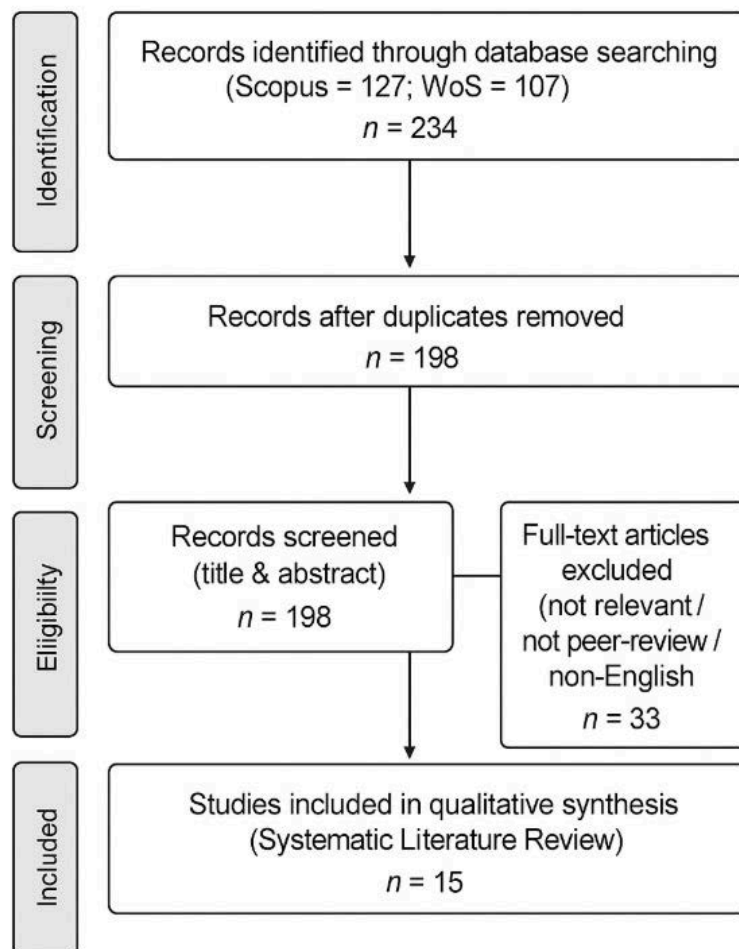 Identification
Records identified through database searching
(Scopus = 127; WoS = 107)
n = 234
Screening
Records after duplicates removed
n = 198
Eliigibiilty
Records screened
(title & abstract)
n = 198
Full-text articles
excluded
(not relevant /
not peer-review /
non-English
n = 33
Included
Studies included in qualitative synthesis
(Systematic Literature Review)
n = 15